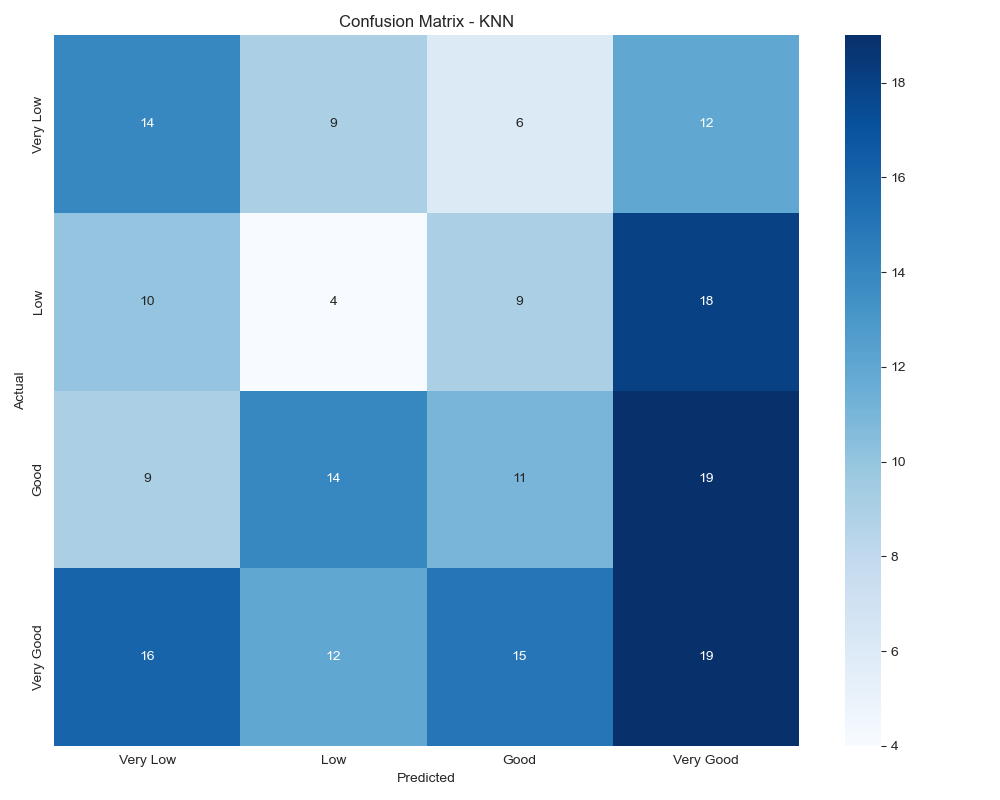 Confusion Matrix - KNN
Very Low
14 9 6 12
Low
10 4 9 18
Good
9 14 11 19
Very Good
16 12 15 19
Actual
Very Low Low Good Very Good
Predicted
18
16
14
12
10
8
6
4